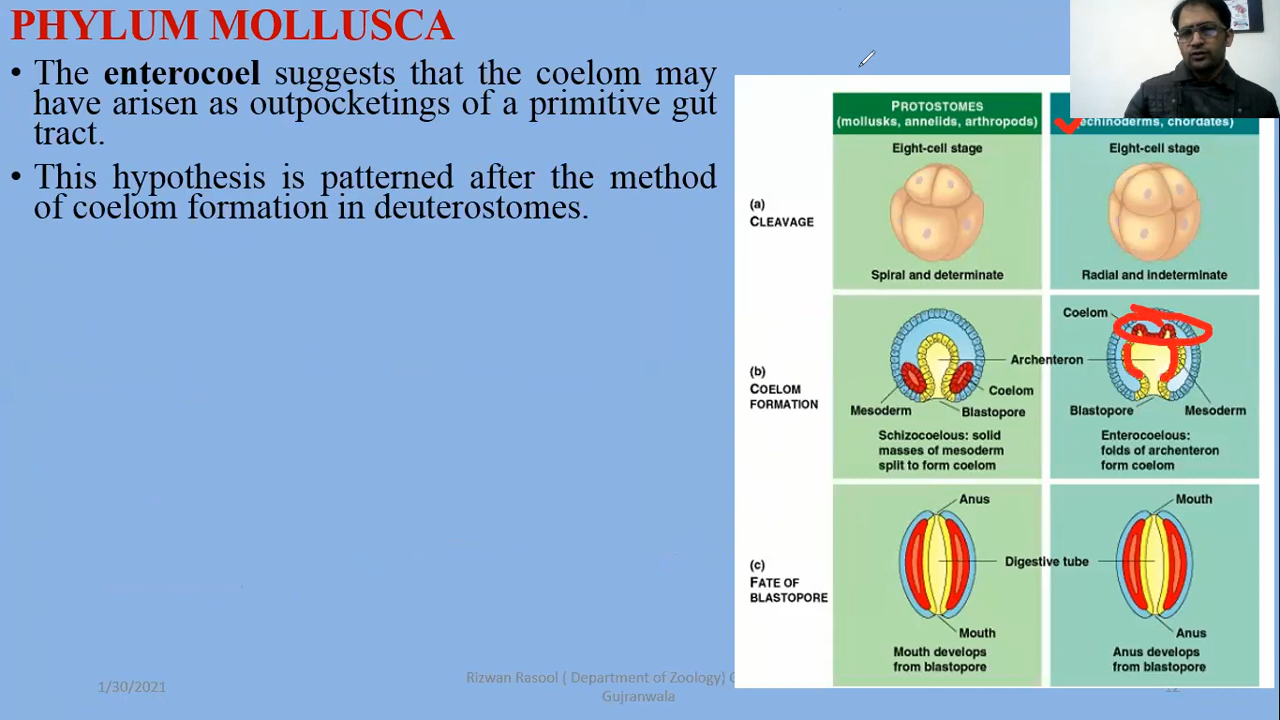 PHYLUM MOLLUSCA
• The enterocoel suggests that the coelom may
have arisen as outpocketings of a primitive gut
tract.
• This hypothesis is patterned after the method
of coelom formation in deuterostomes.
PROTOSTOMES
(mollusks, annelids, arthropods)
echinoderms, chordates)
Eight-cell stage
Eight-cell stage
(a)
CLEAVAGE
Spiral and determinate
Radial and indeterminate
Coelom
Archenteron
(b)
COELOM
FORMATION
Coelom
Mesoderm
Blastopore
Blastopore
Mesoderm
Schizocoelous: solid
masses of mesoderm
split to form coelom
Enterocoelous:
folds of archenteron
form coelom
Anus
Mouth
(c)
FATE OF
BLASTOPORE
Digestive tube
Mouth
Anus
Mouth develops
from blastopore
Anus develops
from blastopore
1/30/2021
Rizwan Rasool ( Department of Zoology)
Gujranwala
12